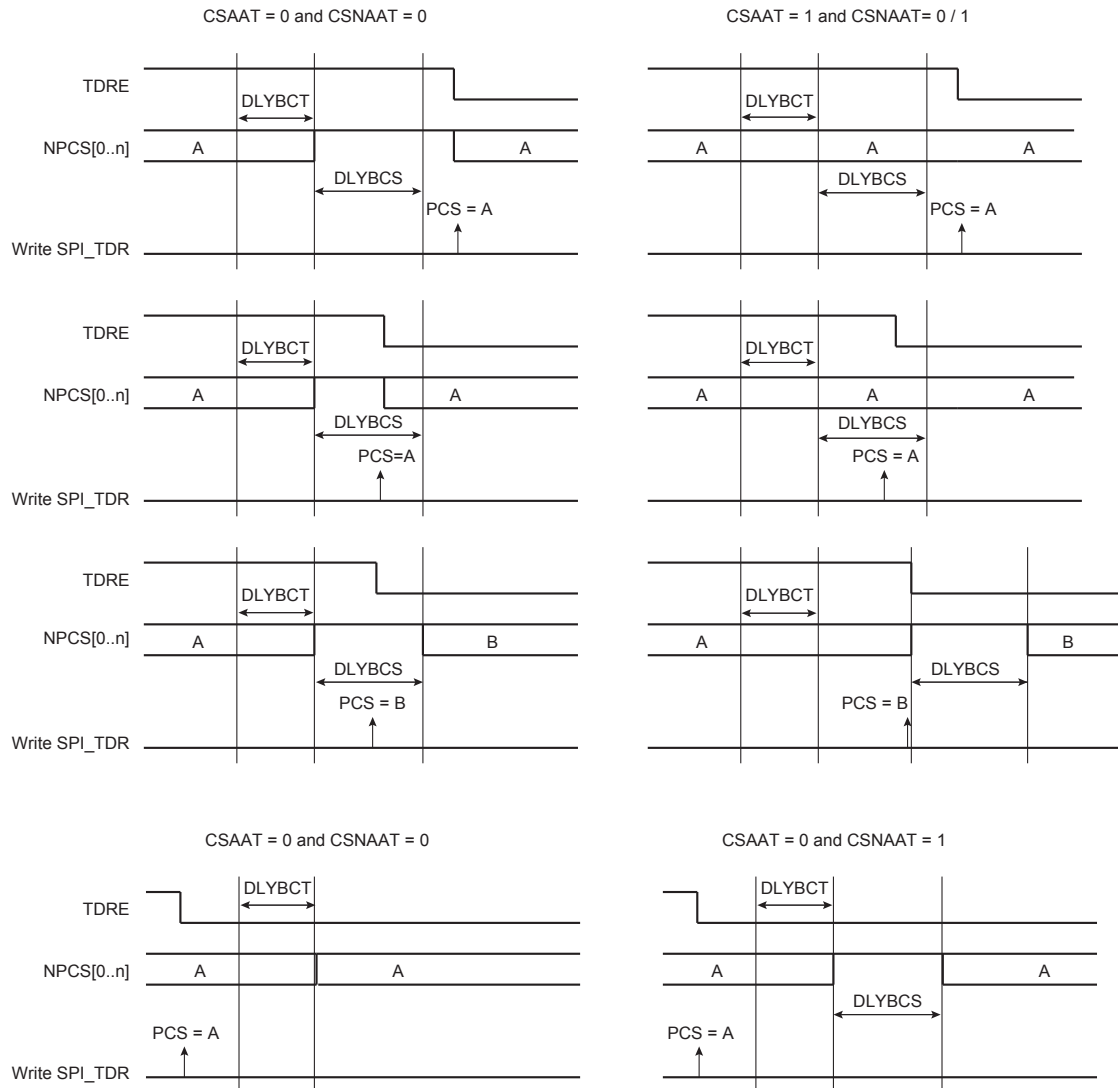 CSAAT = 0 and CSNAAT = 0
CSAAT = 1 and CSNAAT= 0 / 1
TDRE
DLYBCT
DLYBCT
NPCS[0..n]
A
A
A
A
A
DLYBCS
DLYBCS
PCS = A
PCS = A
Write SPI_TDR
TDRE
DLYBCT
DLYBCT
NPCS[0..n]
A
A
A
A
A
DLYBCS
DLYBCS
PCS=A
PCS = A
Write SPI_TDR
TDRE
DLYBCT
DLYBCT
NPCS[0..n]
A
B
A
B
DLYBCS
DLYBCS
PCS = B
PCS = B
Write SPI_TDR
CSAAT = 0 and CSNAAT = 0
CSAAT = 0 and CSNAAT = 1
DLYBCT
DLYBCT
TDRE
NPCS[0..n]
A
A
A
A
DLYBCS
PCS = A
PCS = A
Write SPI_TDR